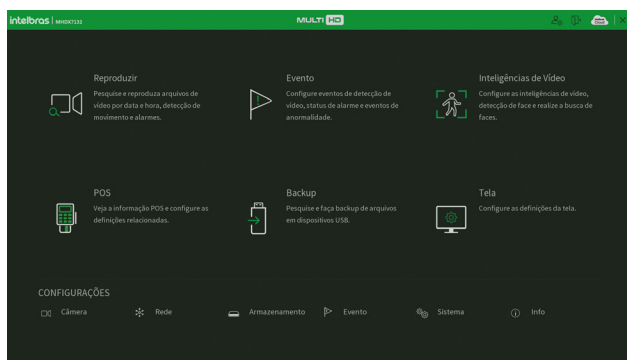 intelbras | MHDX7132
MULTI HD
Reproduzir
Pesquise e reproduza arquivos de
vídeo por data e hora, detecção de
movimento e alarmes.
Evento
Configure eventos de detecção de
vídeo, status de alarme e eventos de
anormalidade.
Inteligências de Vídeo
Configure as inteligências de vídeo,
detecção de face e realize a busca de
faces.
POS
Veja a informação POS e configure as
definições relacionadas.
Backup
Pesquise e faça backup de arquivos
em dispositivos USB.
Tela
Configure as definições da tela.
CONFIGURAÇÕES
Câmera Rede Armazenamento Evento Sistema Info